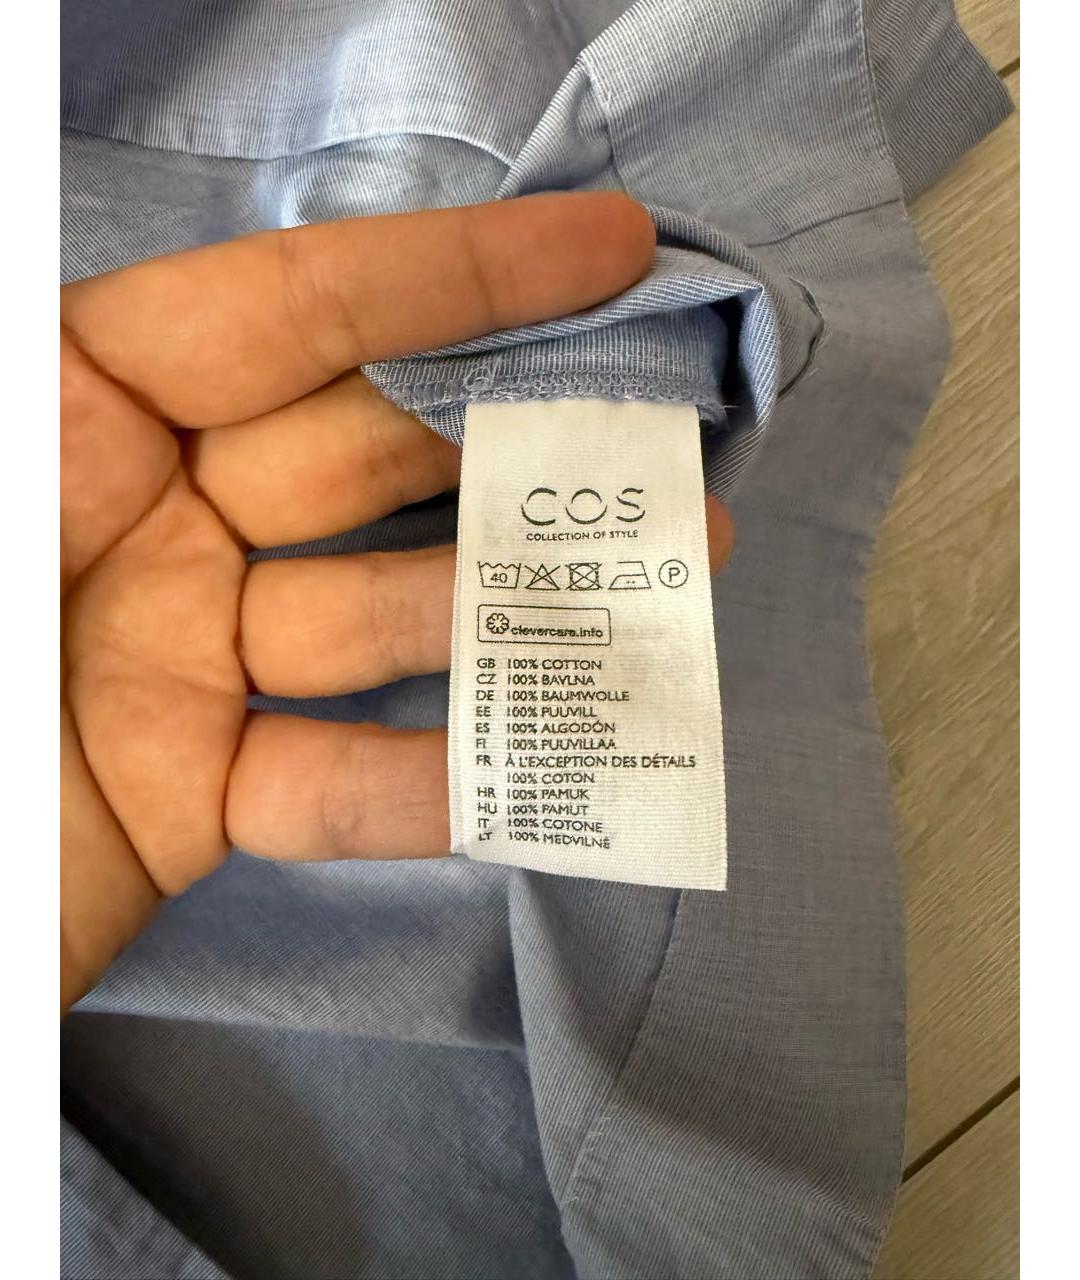 COS
COLLECTION OF STYLE
40 P
clevercare.info
GB 100% COTTON
CZ 100% BAVLNA
DE 100% BAUMWOLLE
EE 100% PUUVILL
ES 100% ALGODÓN
FI 100% PUUVILLAA
FR À L'EXCEPTION DES DÉTAILS
100% COTON
HR 100% PAMUK
HU 100% PAMUT
IT 100% COTONE
LT 100% MEDVILNĖ